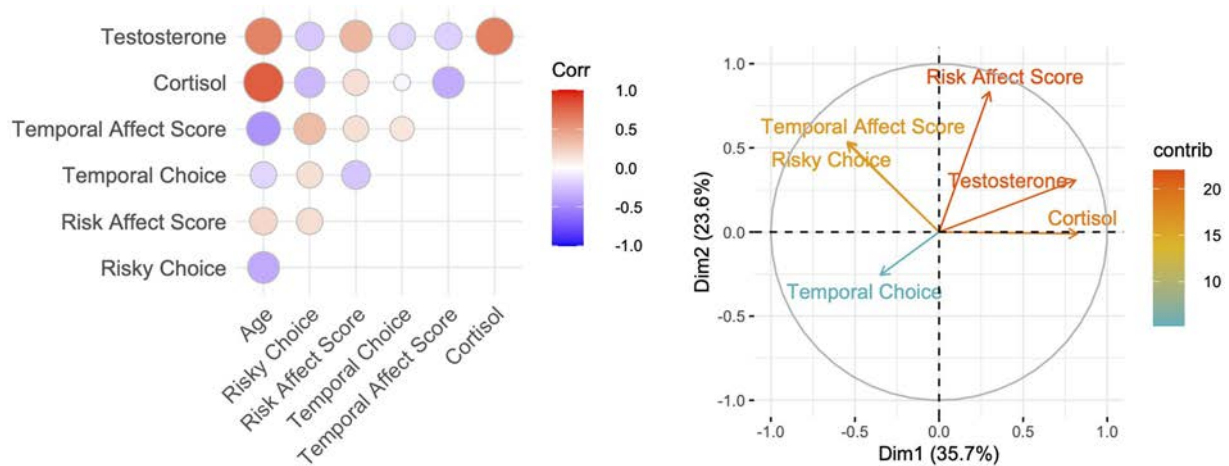 Testosterone
Cortisol
Temporal Affect Score
Temporal Choice
Risk Affect Score
Risky Choice
Age
Risky Choice
Risk Affect Score
Temporal Choice
Temporal Affect Score
Cortisol
Corr
1.0
0.5
0.0
-0.5
-1.0
Dim2 (23.6%)
1.0
0.5
0.0
-0.5
-1.0
Risk Affect Score
Temporal Affect Score
Risky Choice
Testosterone
Cortisol
Temporal Choice
-1.0 -0.5 0.0 0.5 1.0
Dim1 (35.7%)
contrib
20
15
10